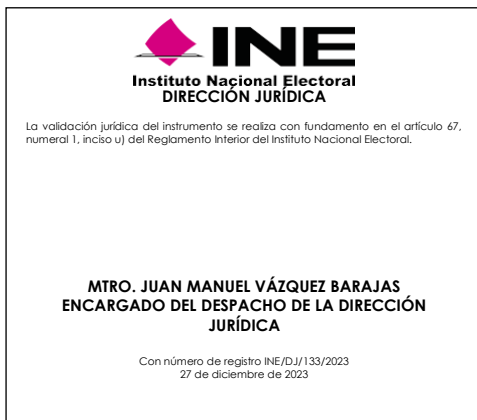 INE
Instituto Nacional Electoral
DIRECCIÓN JURÍDICA
La validación jurídica del instrumento se realiza con fundamento en el artículo 67,
numeral 1, inciso u) del Reglamento Interior del Instituto Nacional Electoral.
MTRO. JUAN MANUEL VÁZQUEZ BARAJAS
ENCARGADO DEL DESPACHO DE LA DIRECCIÓN
JURÍDICA
Con número de registro INE/DJ/133/2023
27 de diciembre de 2023